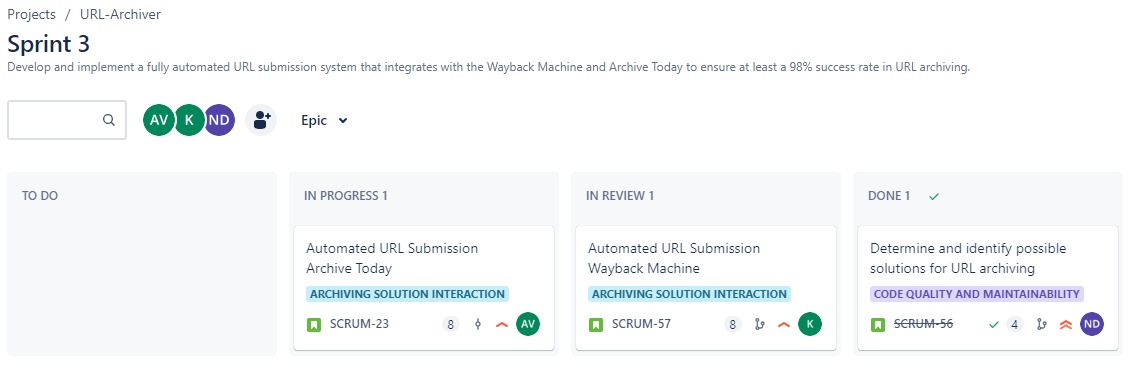 Projects / URL-Archiver
Sprint 3
Develop and implement a fully automated URL submission system that integrates with the Wayback Machine and Archive Today to ensure at least a 98% success rate in URL archiving.
AV K ND Epic
TO DO
IN PROGRESS 1
Automated URL Submission
Archive Today
ARCHIVING SOLUTION INTERACTION
SCRUM-23 8 AV
IN REVIEW 1
Automated URL Submission
Wayback Machine
ARCHIVING SOLUTION INTERACTION
SCRUM-57 8 K
DONE 1
Determine and identify possible
solutions for URL archiving
CODE QUALITY AND MAINTAINABILITY
SCRUM-56 4 ND